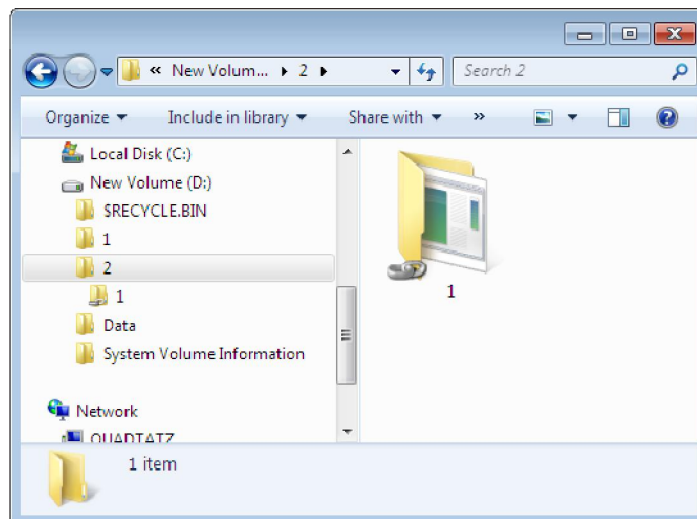 « New Volum... 2
Search 2
Organize Include in library Share with »
Local Disk (C:)
New Volume (D:)
$RECYCLE.BIN
1
2
1
Data
System Volume Information
Network
QUADTATZ
1
1 item